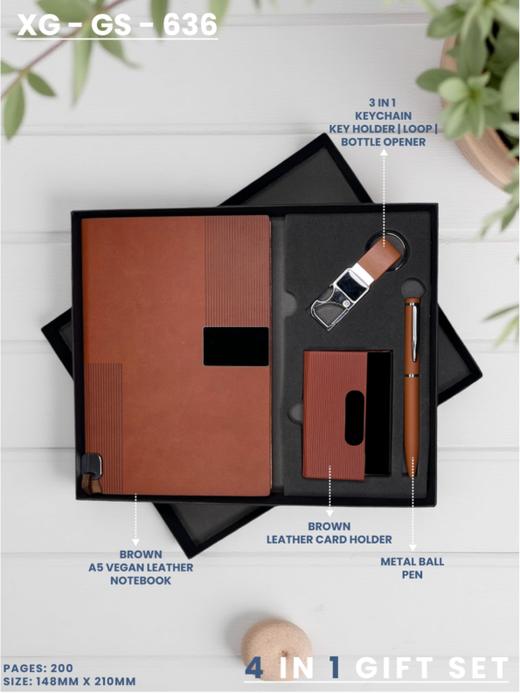 XG - GS - 636
3 IN 1
KEYCHAIN
KEY HOLDER | LOOP |
BOTTLE OPENER
BROWN
LEATHER CARD HOLDER
BROWN
A5 VEGAN LEATHER
NOTEBOOK
METAL BALL
PEN
PAGES: 200
SIZE: 148MM X 210MM
4 IN 1 GIFT SET